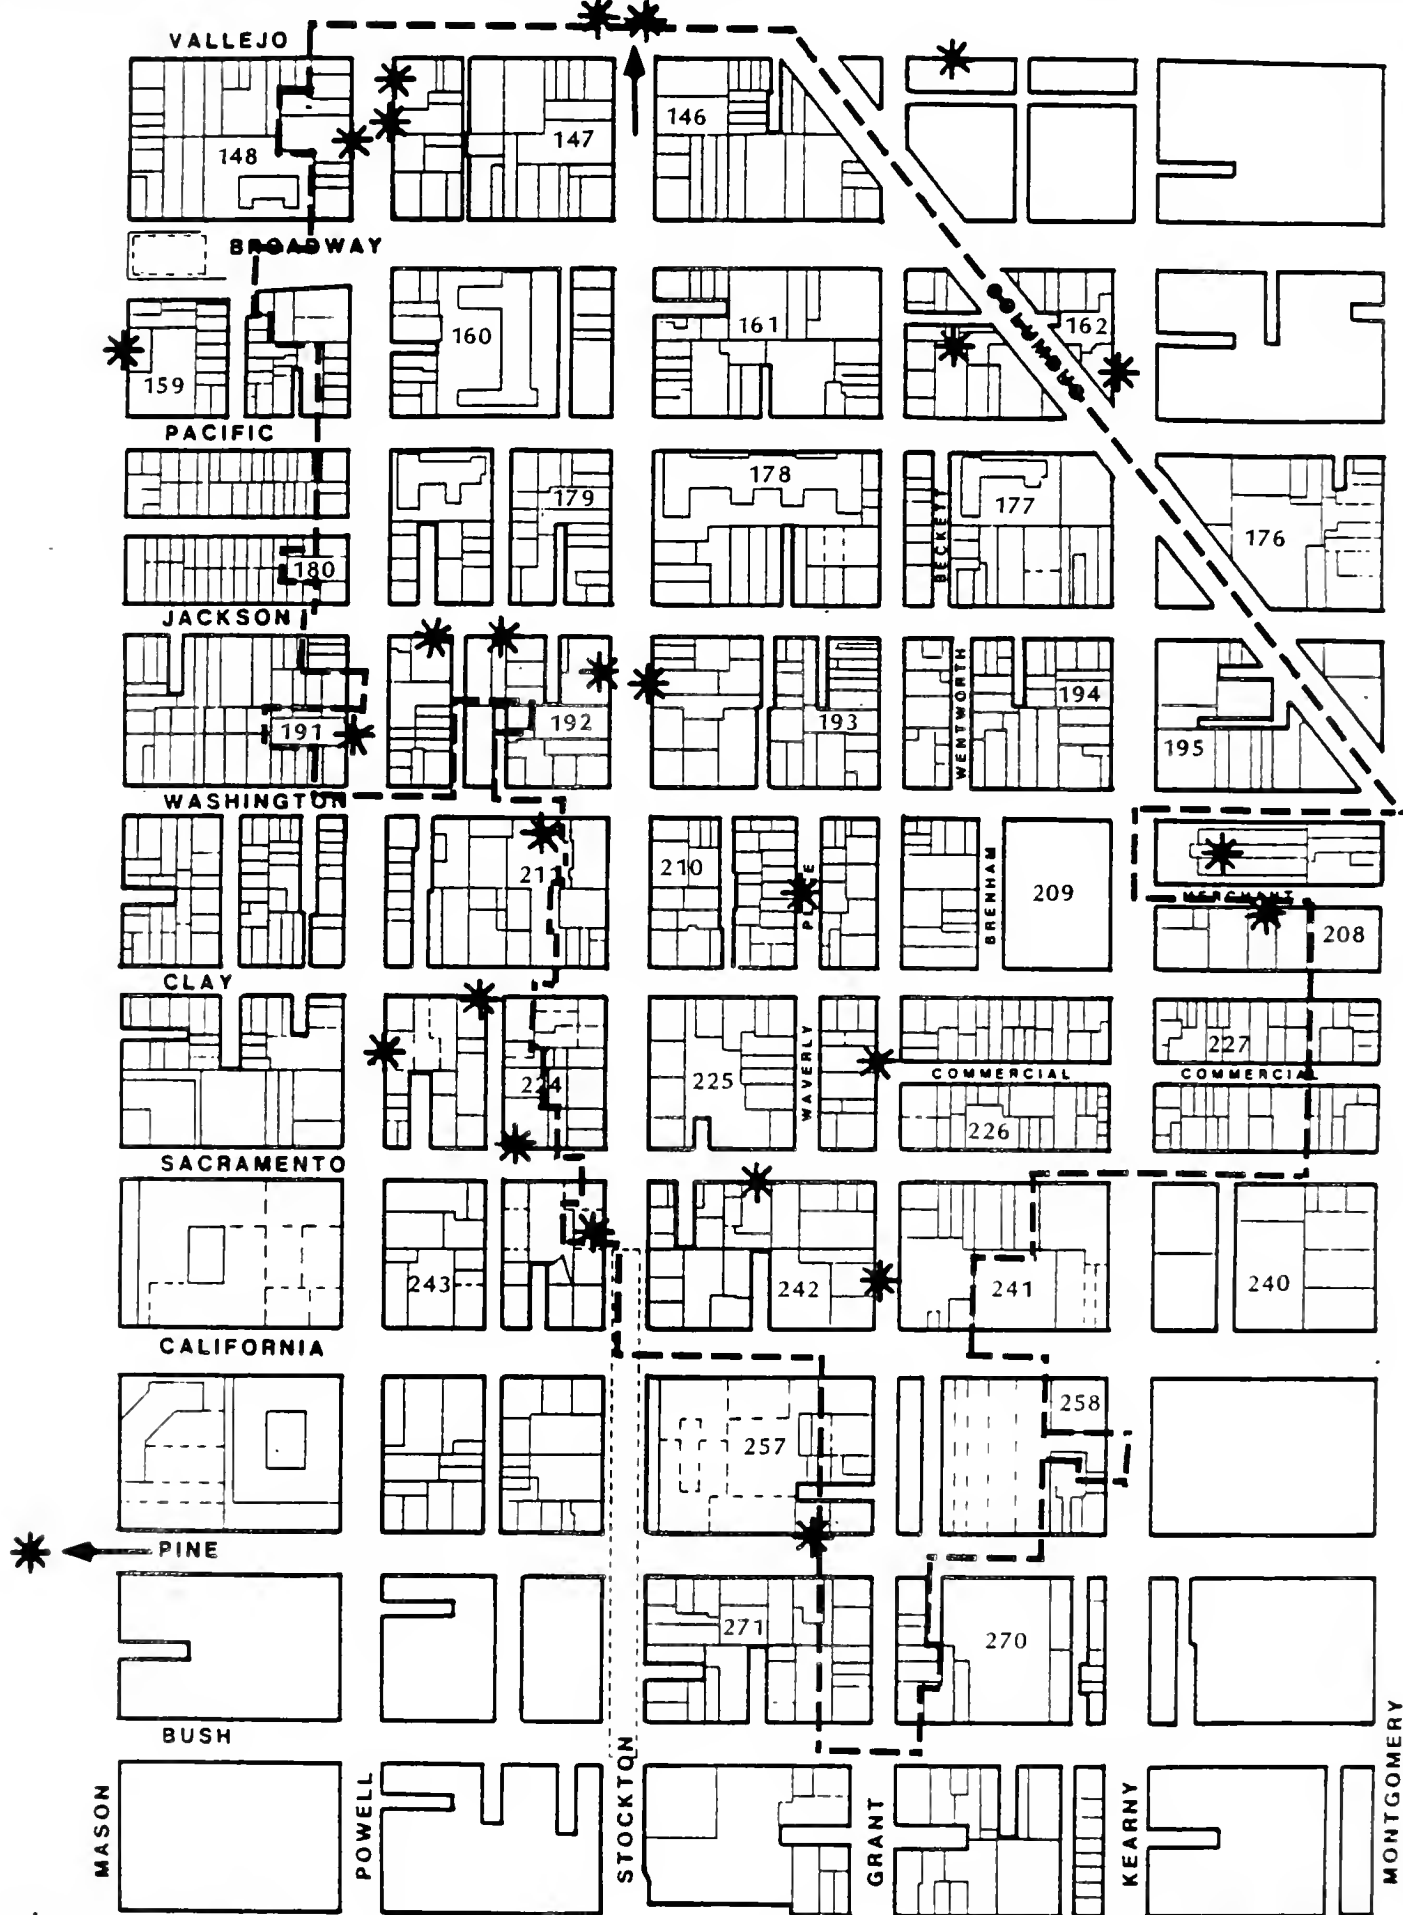 VALLEJO
146
147
148
BROADWAY
COLUMBUS
159
160
161
162
PACIFIC
178
179
177
BECKETT
176
180
JACKSON
191
192
193
WENTWORTH
194
195
WASHINGTON
211
210
PLACE
BRENHAM
209
MERCHANT
208
CLAY
224
225
WAVERLY
COMMERCIAL
226
227
COMMERCIAL
SACRAMENTO
243
242
241
240
CALIFORNIA
257
258
PINE
271
270
BUSH
MASON
POWELL
STOCKTON
GRANT
KEARNY
MONTGOMERY